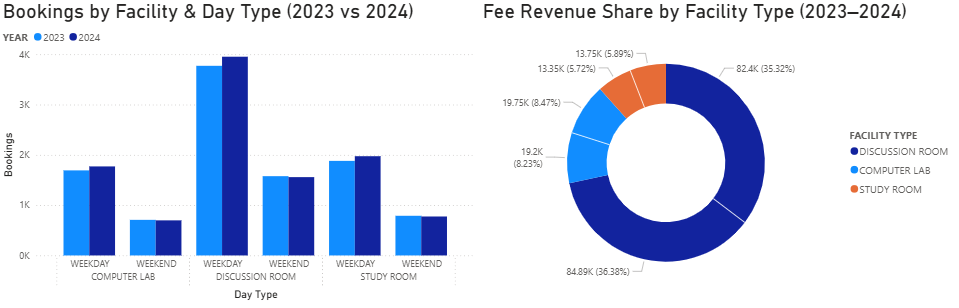 Bookings by Facility & Day Type (2023 vs 2024)
YEAR 2023 2024
4K
3K
2K
1K
0K
Bookings
WEEKDAY WEEKEND WEEKDAY WEEKEND WEEKDAY WEEKEND
COMPUTER LAB DISCUSSION ROOM STUDY ROOM
Day Type
Fee Revenue Share by Facility Type (2023–2024)
13.75K (5.89%)
13.35K (5.72%)
82.4K (35.32%)
19.75K (8.47%)
19.2K
(8.23%)
84.89K (36.38%)
FACILITY TYPE
DISCUSSION ROOM
COMPUTER LAB
STUDY ROOM